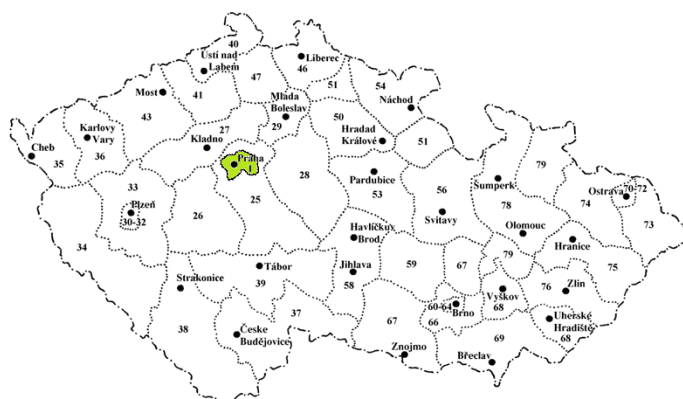 40
Ústí nad
Labem
Liberec
46
47
51
54
Most
41
43
Mlada
Boleslav
29
Náchod
50
27
Hradad
Králové
51
Karlovy
Vary
36
Cheb
35
Kladno
Praha
1
28
Pardubice
53
56
Svitavy
Šumperk
78
79
74
Ostrava
70-72
73
33
Plzeň
30-32
34
26
25
Havlíčkuv
Brod
Olomouc
Hranice
75
Tábor
39
Strakonice
Jihlava
58
59
67
79
Vyškov
68
76
Zlín
60-64
Brno
66
Uherské
Hradiště
68
38
37
Česke
Budějovice
67
Znojmo
69
Břeclav